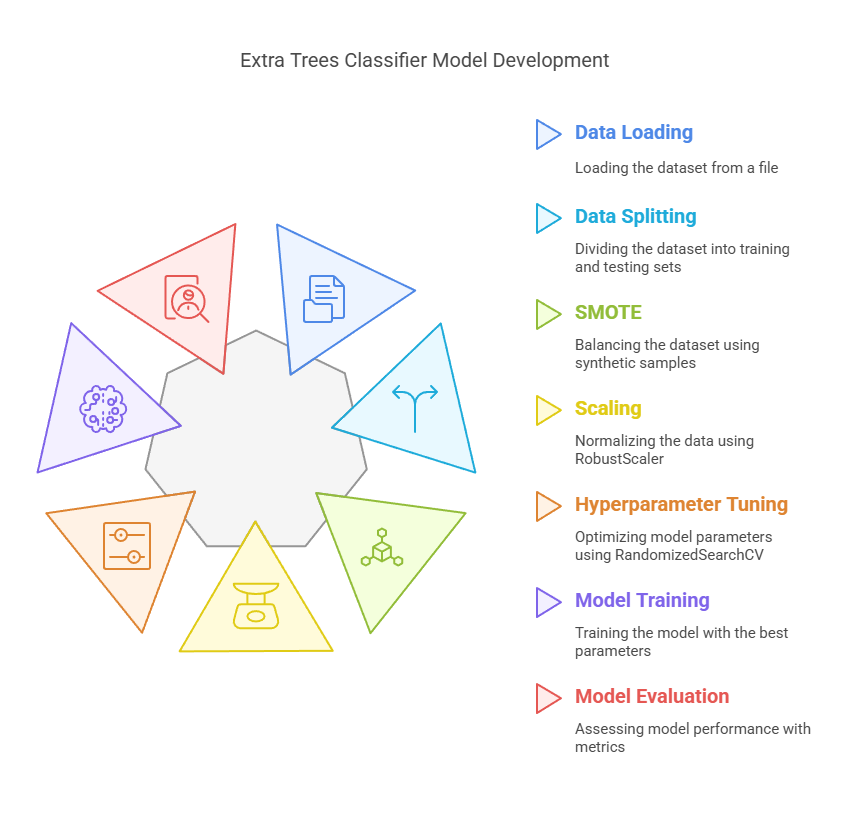 Extra Trees Classifier Model Development
Data Loading
Loading the dataset from a file
Data Splitting
Dividing the dataset into training
and testing sets
SMOTE
Balancing the dataset using
synthetic samples
Scaling
Normalizing the data using
RobustScaler
Hyperparameter Tuning
Optimizing model parameters
using RandomizedSearchCV
Model Training
Training the model with the best
parameters
Model Evaluation
Assessing model performance with
metrics